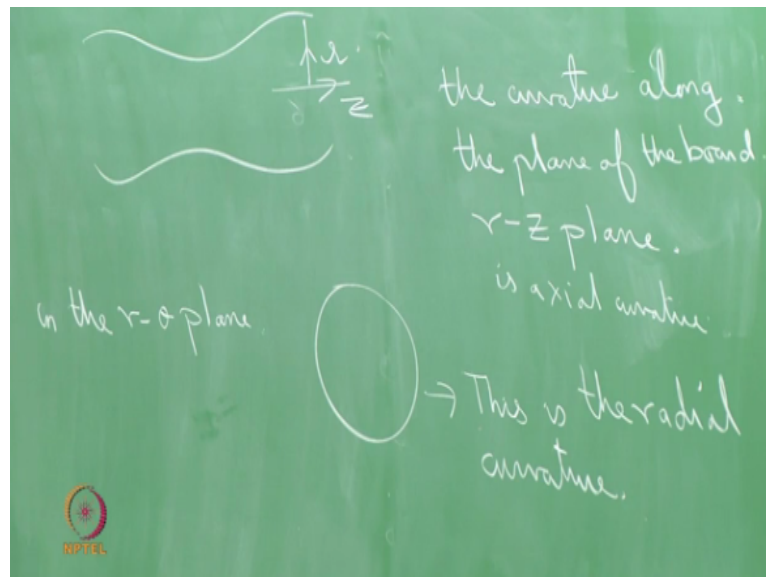 r.
z
the curvature along.
the plane of the board.
r-z plane.
is axial curvature.
in the r-θ plane.
→ This is the radial
curvature.
NPTEL